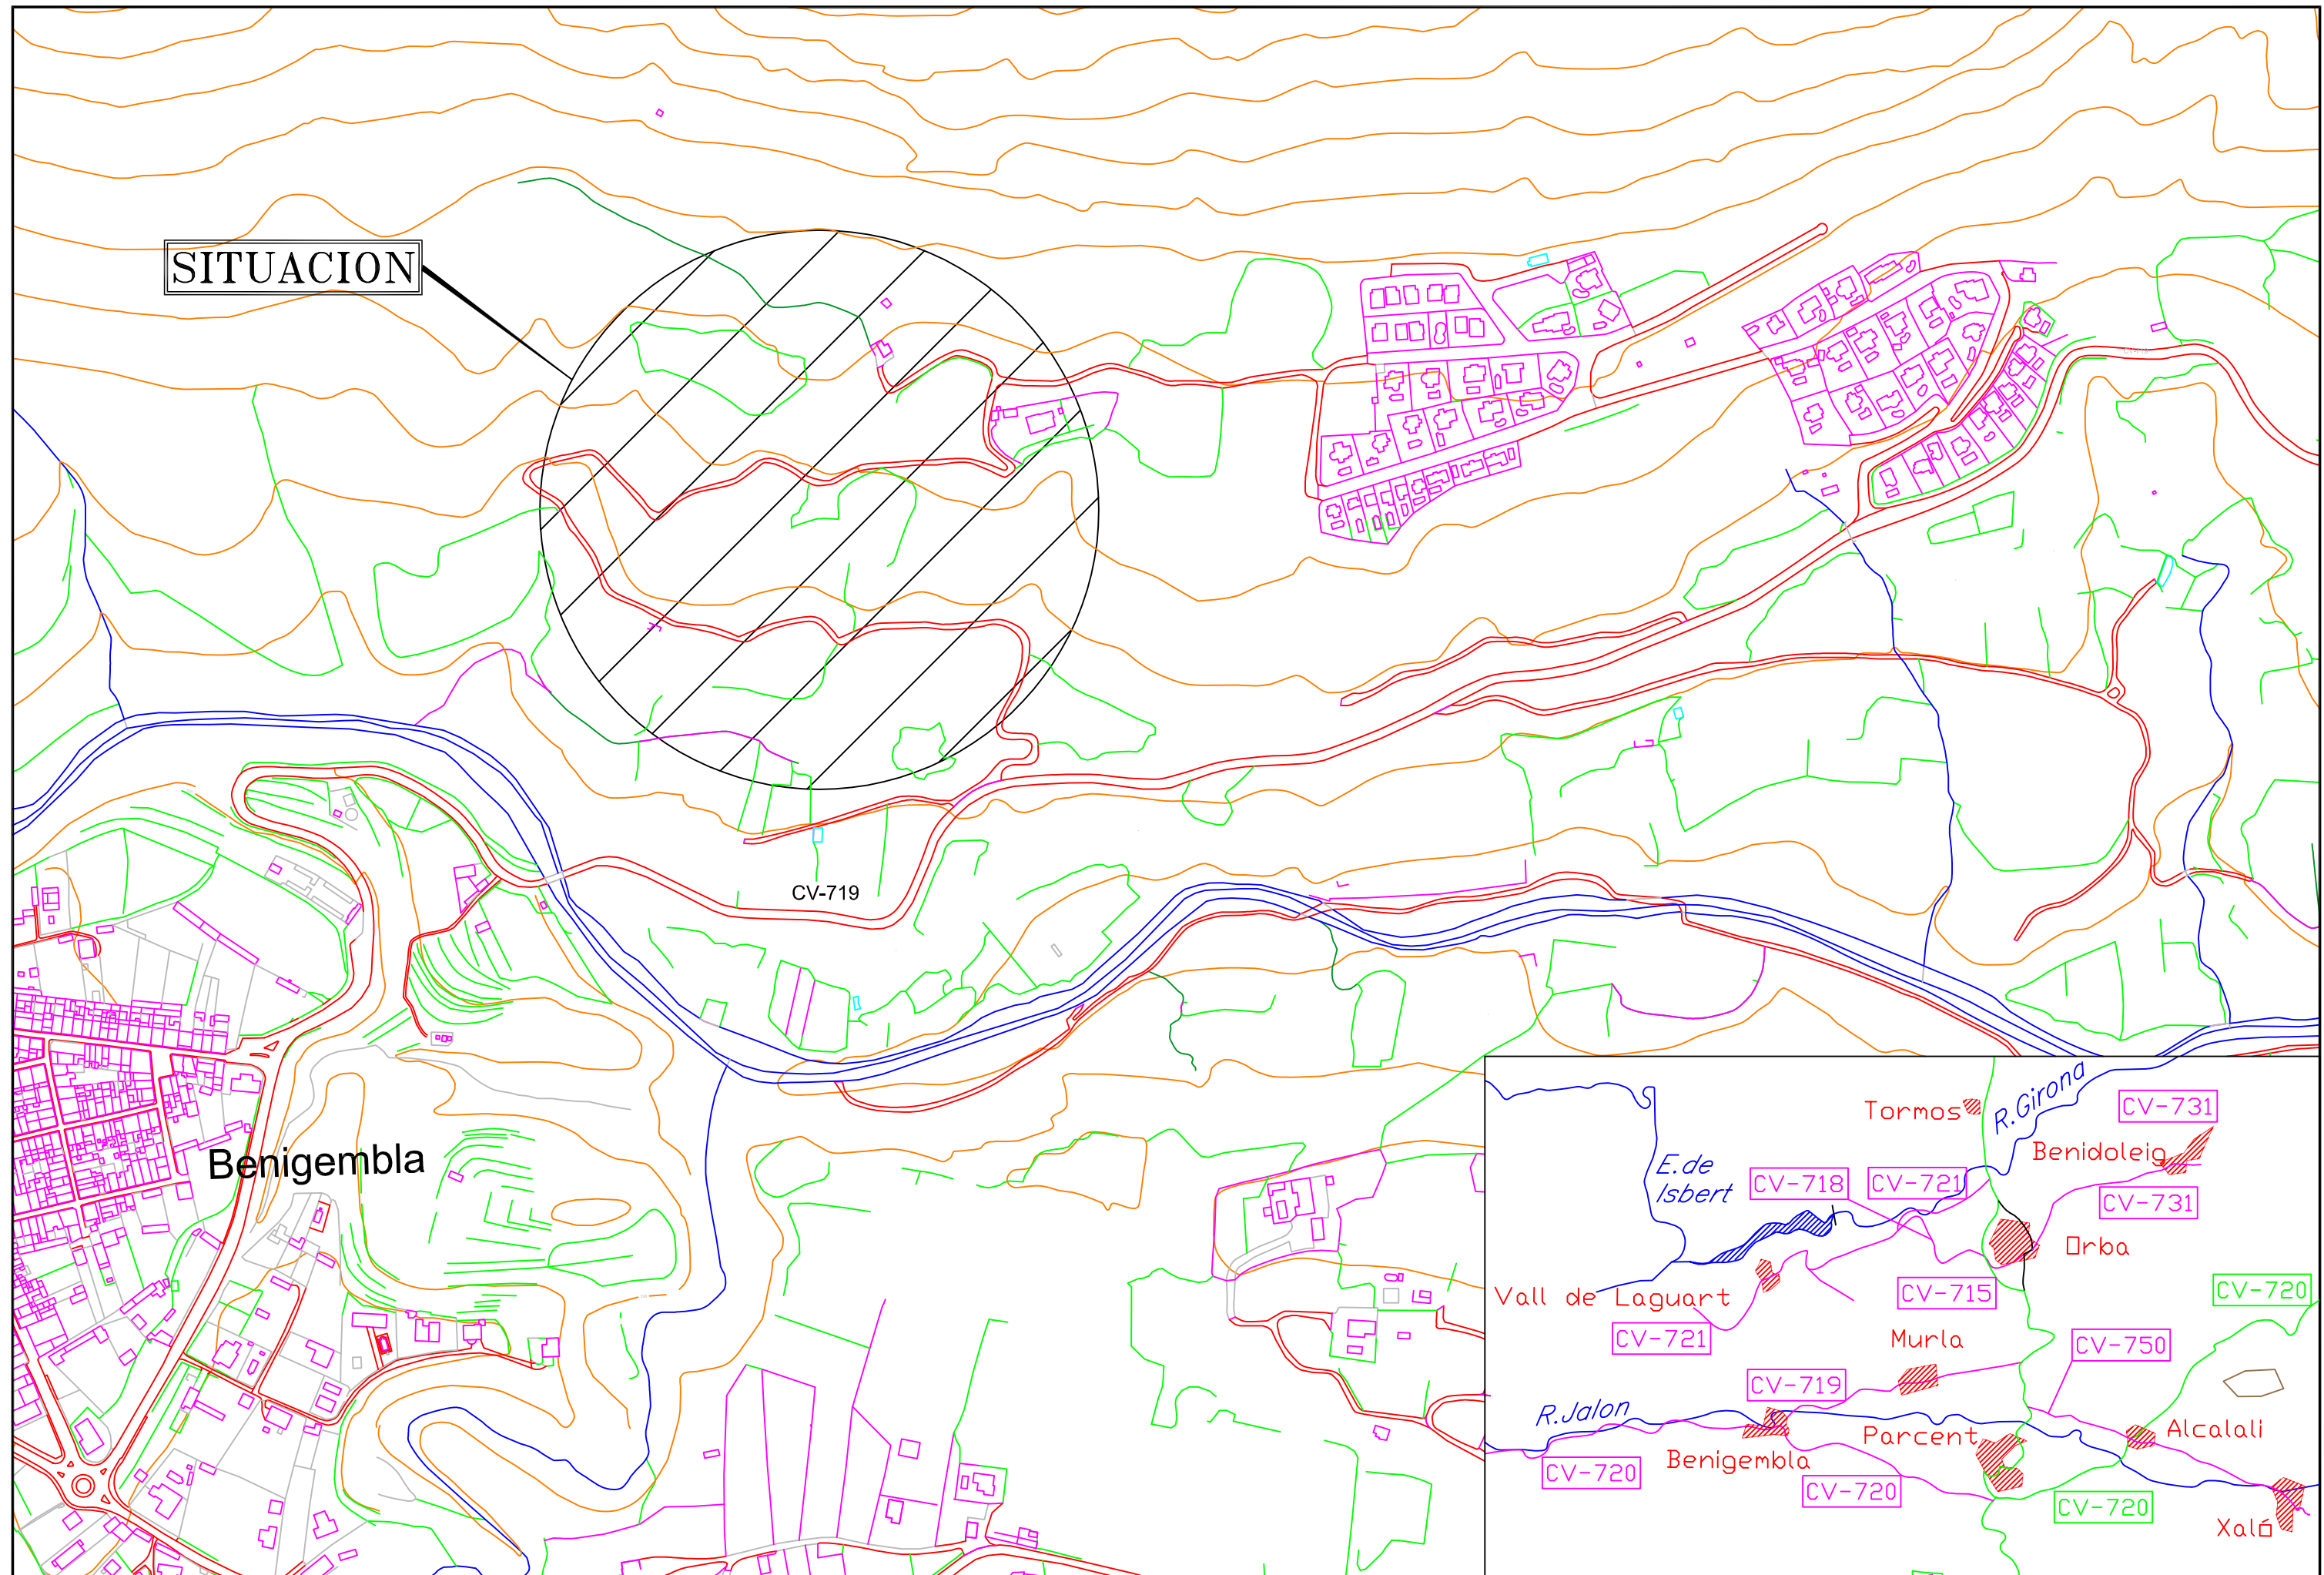 SITUACION
CV-719
Benigembla
Tormos
R.Girona
CV-731
Benidoleig
E.de
Isbert
CV-718
CV-721
CV-731
Orba
Vall de Laguart
CV-715
CV-720
CV-721
Murla
CV-750
CV-719
R.Jalon
Parcent
Alcalali
Benigembla
CV-720
CV-720
CV-720
Xaló